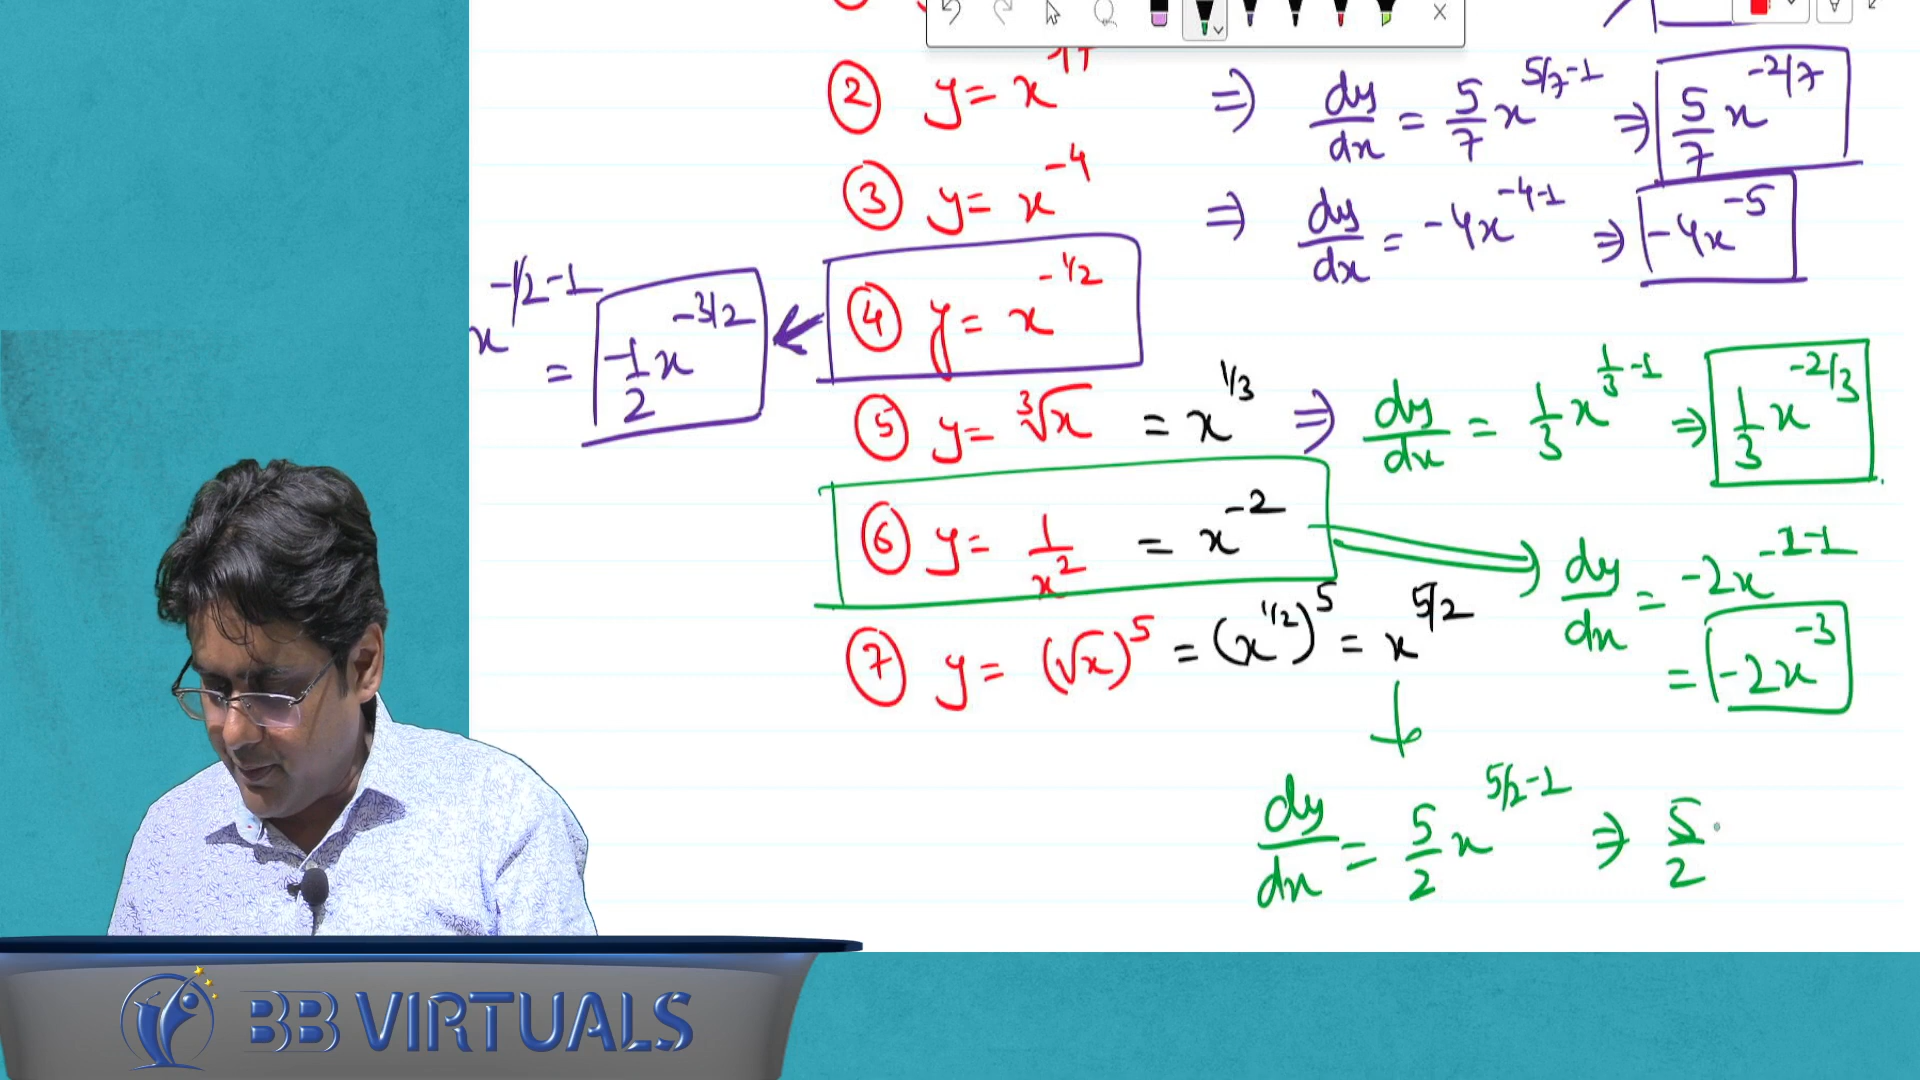 ② y = x ⇒ dy/dx = 5/7 x^{5/7-1} ⇒ 5/7 x^{-2/7}
③ y = x^{-4} ⇒ dy/dx = -4x^{-4-1} ⇒ -4x^{-5}
④ y = x^{-1/2}
x^{-1/2-1} = -1/2 x^{-3/2}
⑤ y = ∛x = x^{1/3} ⇒ dy/dx = 1/3 x^{1/3-1} ⇒ 1/3 x^{-2/3}
⑥ y = 1/x² = x^{-2} ⇒ dy/dx = -2x^{-2-1}
= -2x^{-3}
⑦ y = (√x)^5 = (x^{1/2})^5 = x^{5/2}
dy/dx = 5/2 x^{5/2-1} ⇒ 5/2
BB VIRTUALS